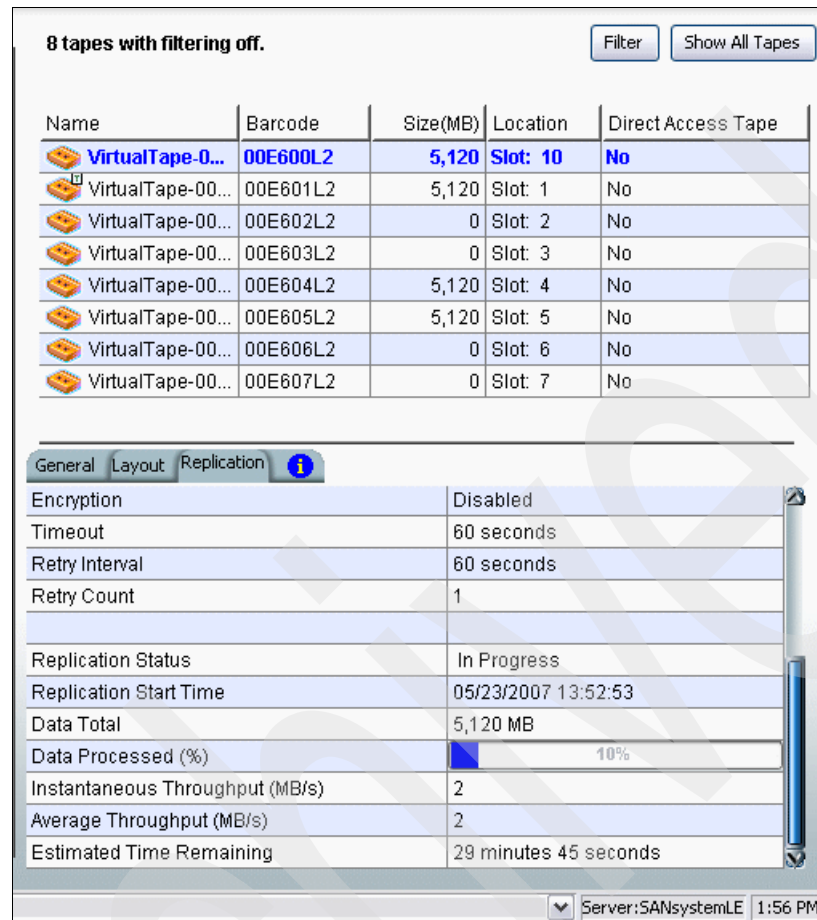 8 tapes with filtering off.
Filter
Show All Tapes
Name Barcode Size(MB) Location Direct Access Tape
VirtualTape-0... 00E600L2 5,120 Slot: 10 No
VirtualTape-00... 00E601L2 5,120 Slot: 1 No
VirtualTape-00... 00E602L2 0 Slot: 2 No
VirtualTape-00... 00E603L2 0 Slot: 3 No
VirtualTape-00... 00E604L2 5,120 Slot: 4 No
VirtualTape-00... 00E605L2 5,120 Slot: 5 No
VirtualTape-00... 00E606L2 0 Slot: 6 No
VirtualTape-00... 00E607L2 0 Slot: 7 No
General Layout Replication i
Encryption Disabled
Timeout 60 seconds
Retry Interval 60 seconds
Retry Count 1
Replication Status In Progress
Replication Start Time 05/23/2007 13:52:53
Data Total 5,120 MB
Data Processed (%) 10%
Instantaneous Throughput (MB/s) 2
Average Throughput (MB/s) 2
Estimated Time Remaining 29 minutes 45 seconds
Server:SANsystemLE 1:56 PM